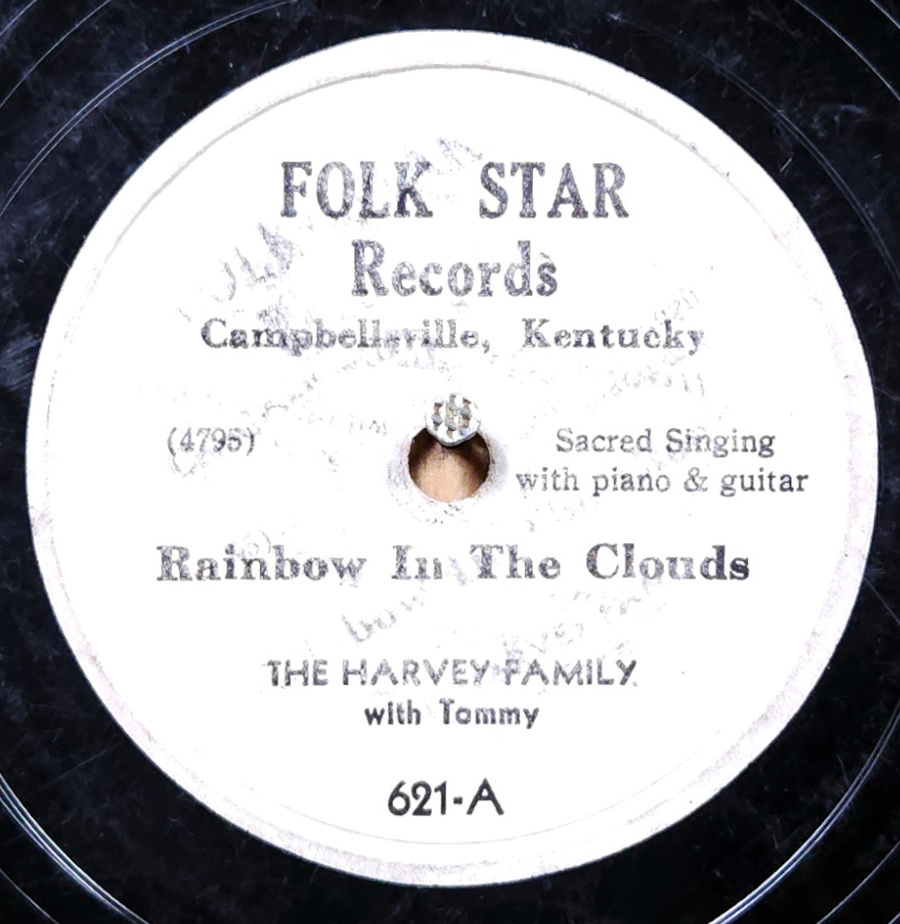 FOLK STAR
Records
Campbellsville, Kentucky
(4795)
Sacred Singing
with piano & guitar
Rainbow In The Clouds
THE HARVEY FAMILY
with Tommy
621-A